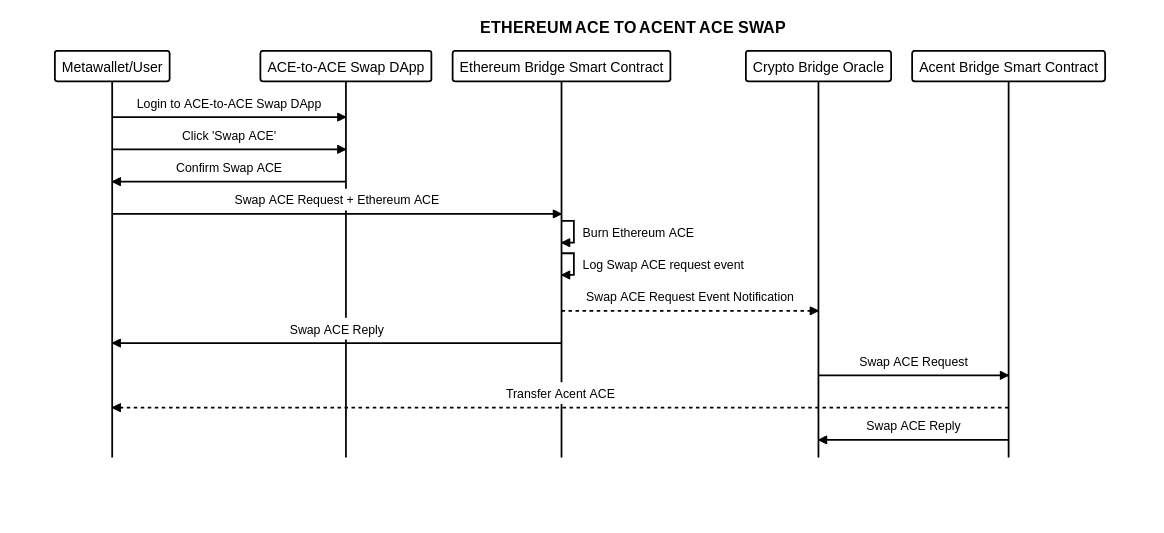 ETHEREUM ACE TO ACENT ACE SWAP
Metawallet/User
ACE-to-ACE Swap DApp
Ethereum Bridge Smart Contract
Crypto Bridge Oracle
Acent Bridge Smart Contract
Login to ACE-to-ACE Swap DApp
Click 'Swap ACE'
Confirm Swap ACE
Swap ACE Request + Ethereum ACE
Burn Ethereum ACE
Log Swap ACE request event
Swap ACE Request Event Notification
Swap ACE Reply
Swap ACE Request
Transfer Acent ACE
Swap ACE Reply